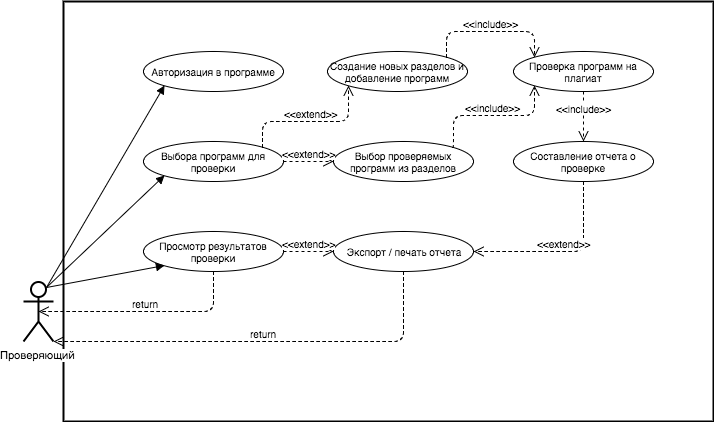 <<include>>
Авторизация в программе
Создание новых разделов и
добавление программ
Проверка программ на
плагиат
<<extend>>
<<include>>
<<include>>
Выбора программ для
проверки
<<extend>>
Выбор проверяемых
программ из разделов
Составление отчета о
проверке
Просмотр результатов
проверки
<<extend>>
Экспорт / печать отчета
<<extend>>
return
return
Проверяющий